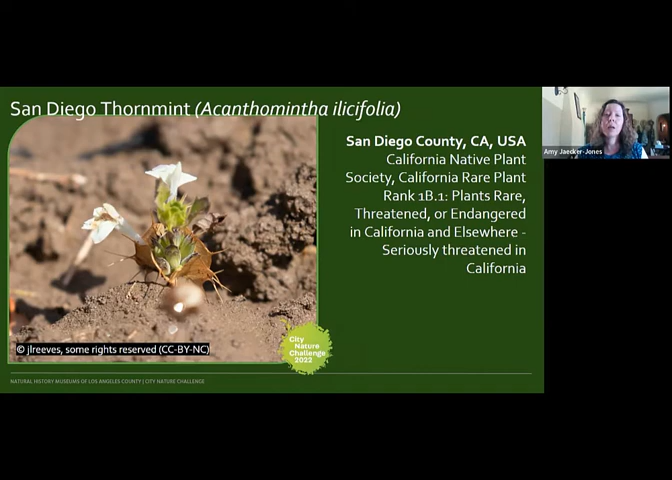 San Diego Thornmint (Acanthomintha ilicifolia)
San Diego County, CA, USA
California Native Plant
Society, California Rare Plant
Rank 1B.1: Plants Rare,
Threatened, or Endangered
in California and Elsewhere -
Seriously threatened in
California
© jlreeves, some rights reserved (CC-BY-NC)
City
Nature
Challenge
2022
NATURAL HISTORY MUSEUMS OF LOS ANGELES COUNTY | CITY NATURE CHALLENGE
Amy Jaecker-Jones